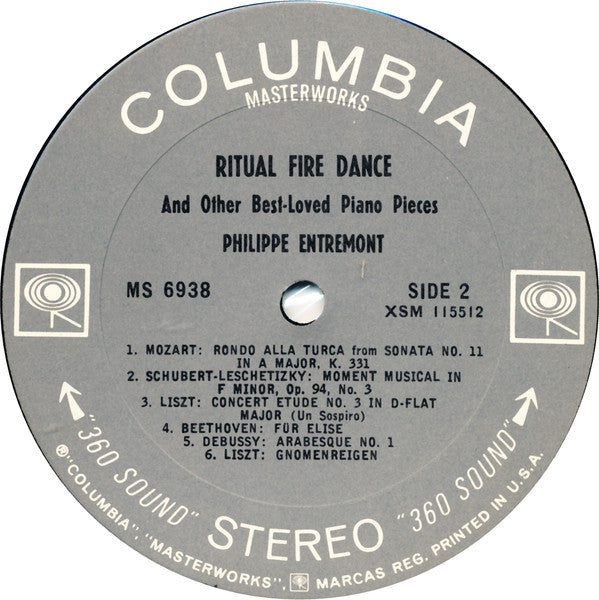 COLUMBIA
MASTERWORKS
RITUAL FIRE DANCE
And Other Best-Loved Piano Pieces
PHILIPPE ENTREMONT
MS 6938
SIDE 2
XSM 115512
1. MOZART: RONDO ALLA TURCA from SONATA NO. 11
IN A MAJOR, K. 331
2. SCHUBERT-LESCHETIZKY: MOMENT MUSICAL IN
F MINOR, Op. 94, No. 3
3. LISZT: CONCERT ETUDE NO. 3 IN D-FLAT
MAJOR (Un Sospiro)
4. BEETHOVEN: FÜR ELISE
5. DEBUSSY: ARABESQUE NO. 1
6. LISZT: GNOMENREIGEN
"360 SOUND" STEREO "360 SOUND"
® "COLUMBIA", "MASTERWORKS", MARCAS REG. PRINTED IN U.S.A.